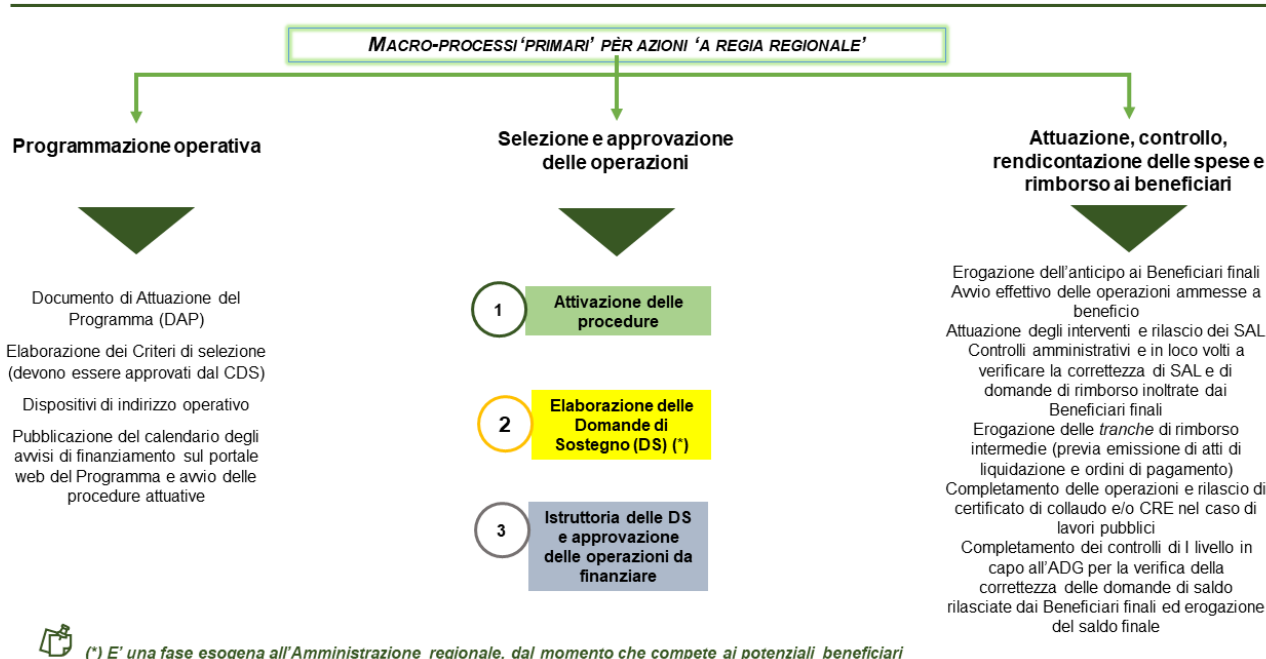 MACRO-PROCESSI ‘PRIMARI’ PÈR AZIONI ‘A REGIA REGIONALE’
Programmazione operativa
Documento di Attuazione del
Programma (DAP)
Elaborazione dei Criteri di selezione
(devono essere approvati dal CDS)
Dispositivi di indirizzo operativo
Pubblicazione del calendario degli
avvisi di finanziamento sul portale
web del Programma e avvio delle
procedure attuative
Selezione e approvazione
delle operazioni
1
Attivazione delle
procedure
2
Elaborazione delle
Domande di
Sostegno (DS) (*)
3
Istruttoria delle DS
e approvazione
delle operazioni da
finanziare
Attuazione, controllo,
rendicontazione delle spese e
rimborso ai beneficiari
Erogazione dell’anticipo ai Beneficiari finali
Avvio effettivo delle operazioni ammesse a
beneficio
Attuazione degli interventi e rilascio dei SAL
Controlli amministrativi e in loco volti a
verificare la correttezza di SAL e di
domande di rimborso inoltrate dai
Beneficiari finali
Erogazione delle tranche di rimborso
intermedie (previa emissione di atti di
liquidazione e ordini di pagamento)
Completamento delle operazioni e rilascio di
certificato di collaudo e/o CRE nel caso di
lavori pubblici
Completamento dei controlli di I livello in
capo all’ADG per la verifica della
correttezza delle domande di saldo
rilasciate dai Beneficiari finali ed erogazione
del saldo finale
(*) E’ una fase esogena all’Amministrazione regionale, dal momento che compete ai potenziali beneficiari